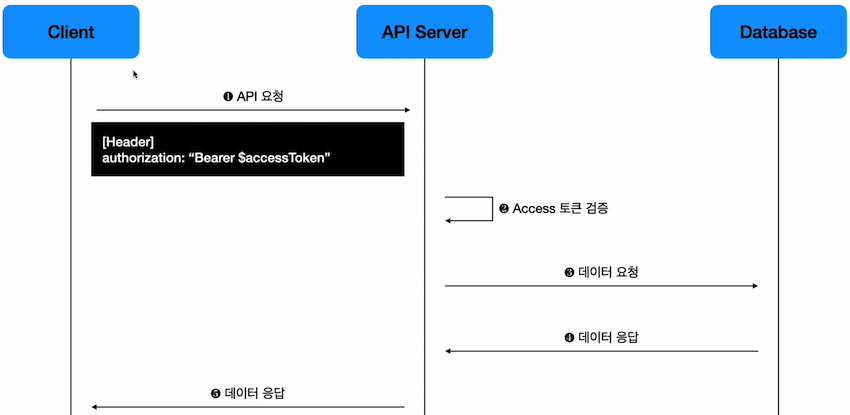 Client
API Server
Database
❶ API 요청
[Header]
authorization: “Bearer $accessToken”
❷ Access 토큰 검증
❸ 데이터 요청
❹ 데이터 응답
❺ 데이터 응답